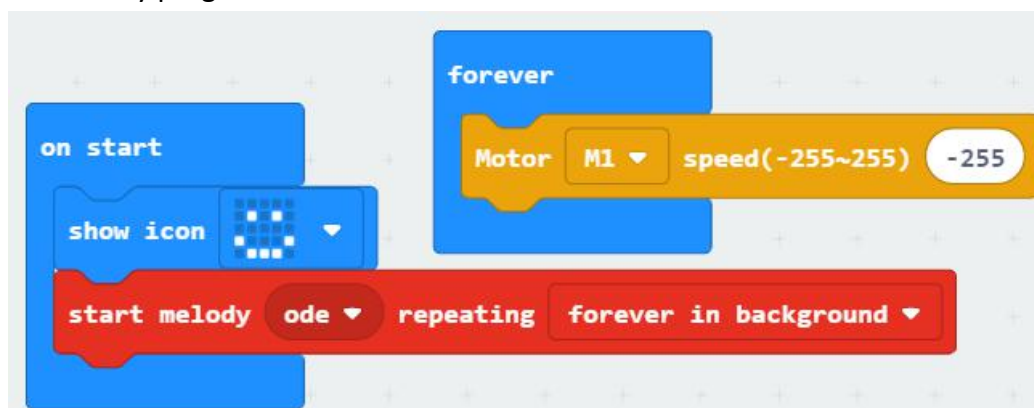 on start
show icon
start melody ode repeating forever in background
forever
Motor M1 speed(-255~255) -255